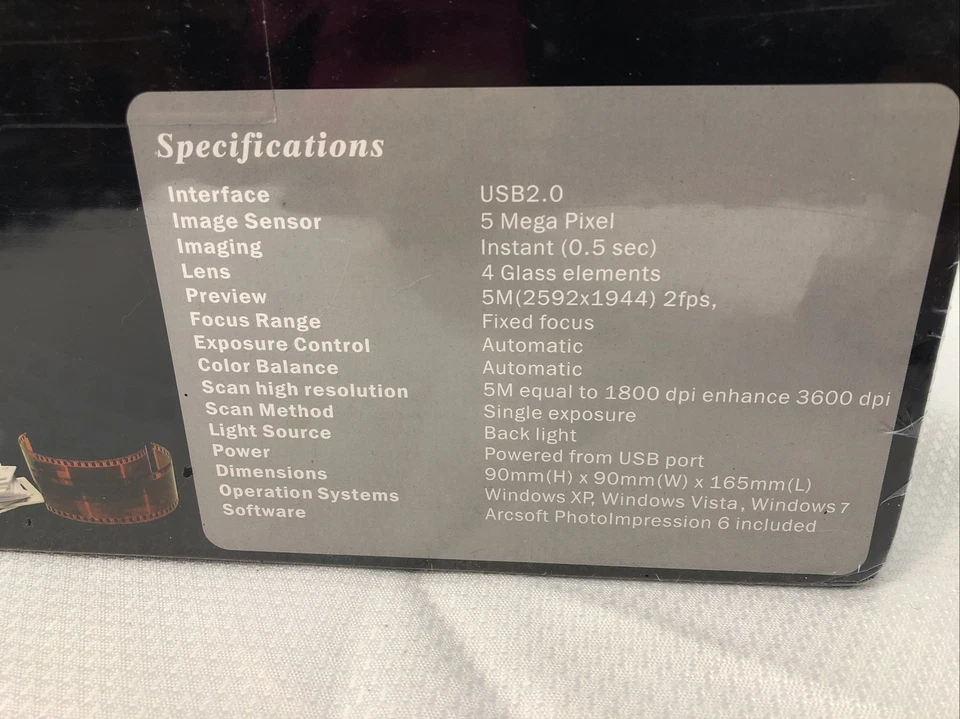 Specifications
Interface USB2.0
Image Sensor 5 Mega Pixel
Imaging Instant (0.5 sec)
Lens 4 Glass elements
Preview 5M(2592x1944) 2fps,
Focus Range Fixed focus
Exposure Control Automatic
Color Balance Automatic
Scan high resolution 5M equal to 1800 dpi enhance 3600 dpi
Scan Method Single exposure
Light Source Back light
Power Powered from USB port
Dimensions 90mm(H) x 90mm(W) x 165mm(L)
Operation Systems Windows XP, Windows Vista, Windows 7
Software Arcsoft PhotoImpression 6 included